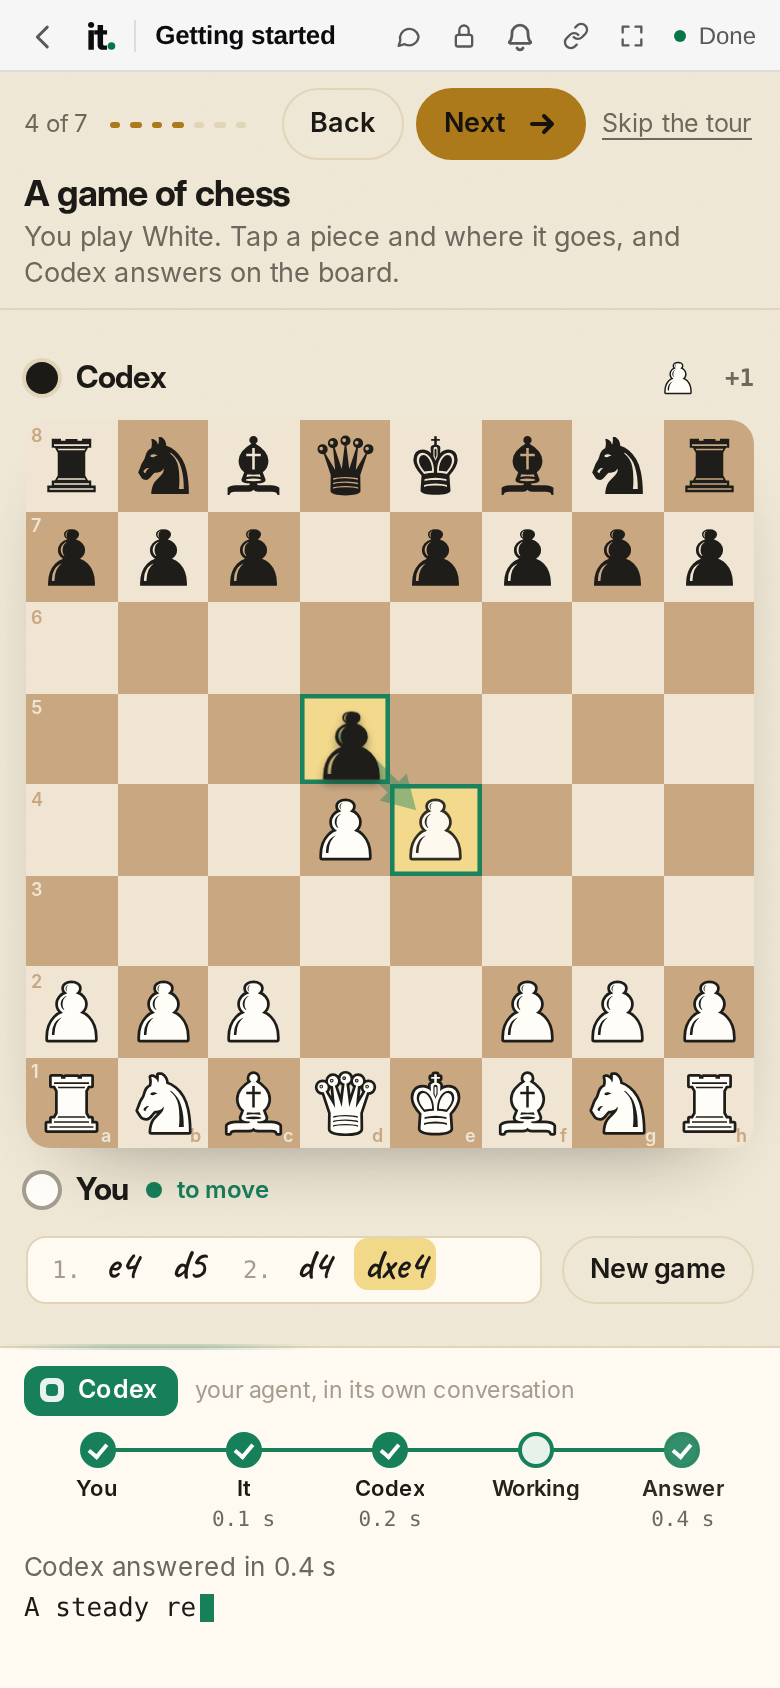 it. Getting started Done
4 of 7 Back Next Skip the tour
A game of chess
You play White. Tap a piece and where it goes, and
Codex answers on the board.
Codex +1
8
7
6
5
4
3
2
1
a b c d e f g h
You to move
1. e4 d5 2. d4 dxe4 New game
Codex your agent, in its own conversation
You It Codex Working Answer
0.1 s 0.2 s 0.4 s
Codex answered in 0.4 s
A steady re